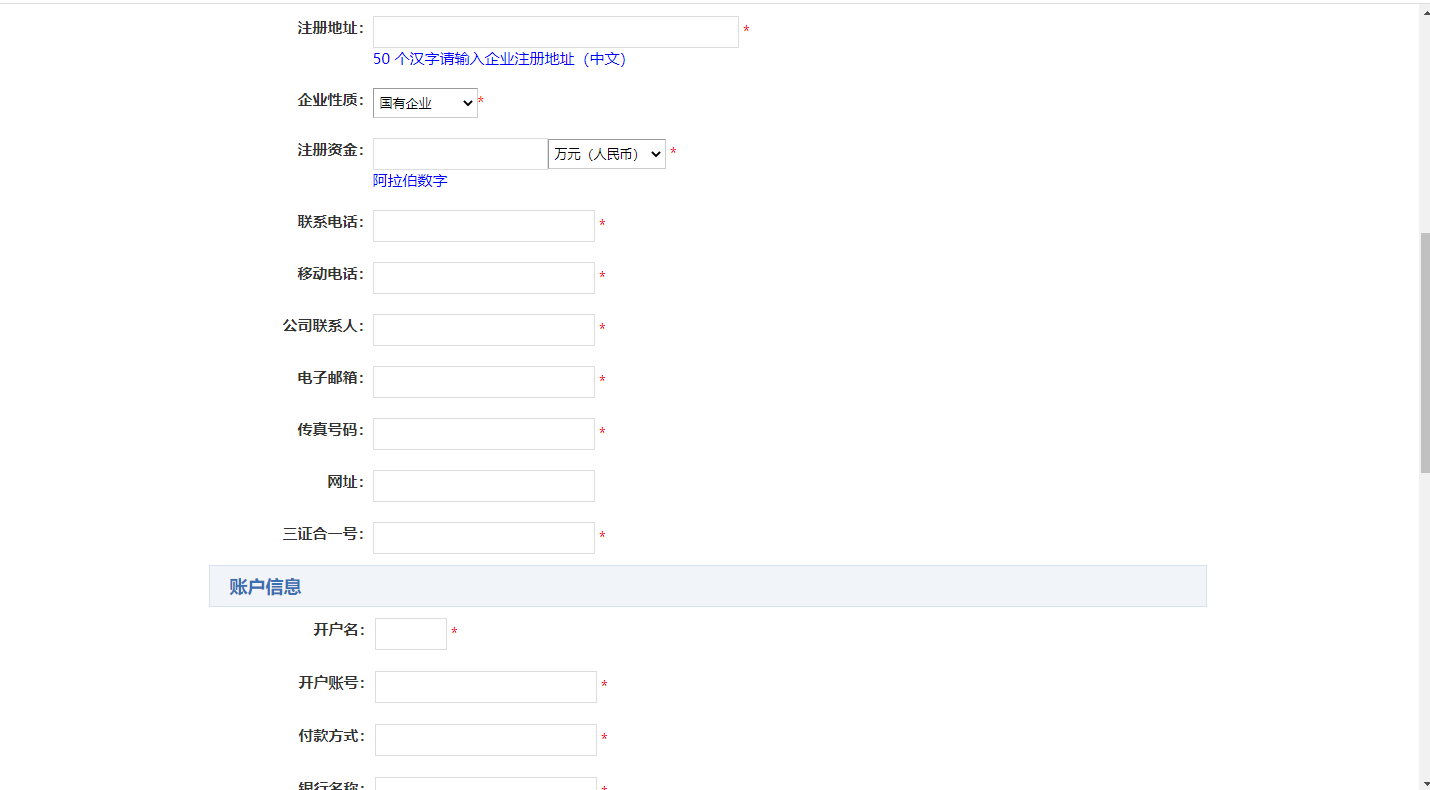 注册地址： *
50 个汉字请输入企业注册地址（中文）
企业性质： 国有企业 *
注册资金： 万元（人民币） *
阿拉伯数字
联系电话： *
移动电话： *
公司联系人： *
电子邮箱： *
传真号码： *
网址：
三证合一号： *
账户信息
开户名： *
开户账号： *
付款方式： *
银行名称： *